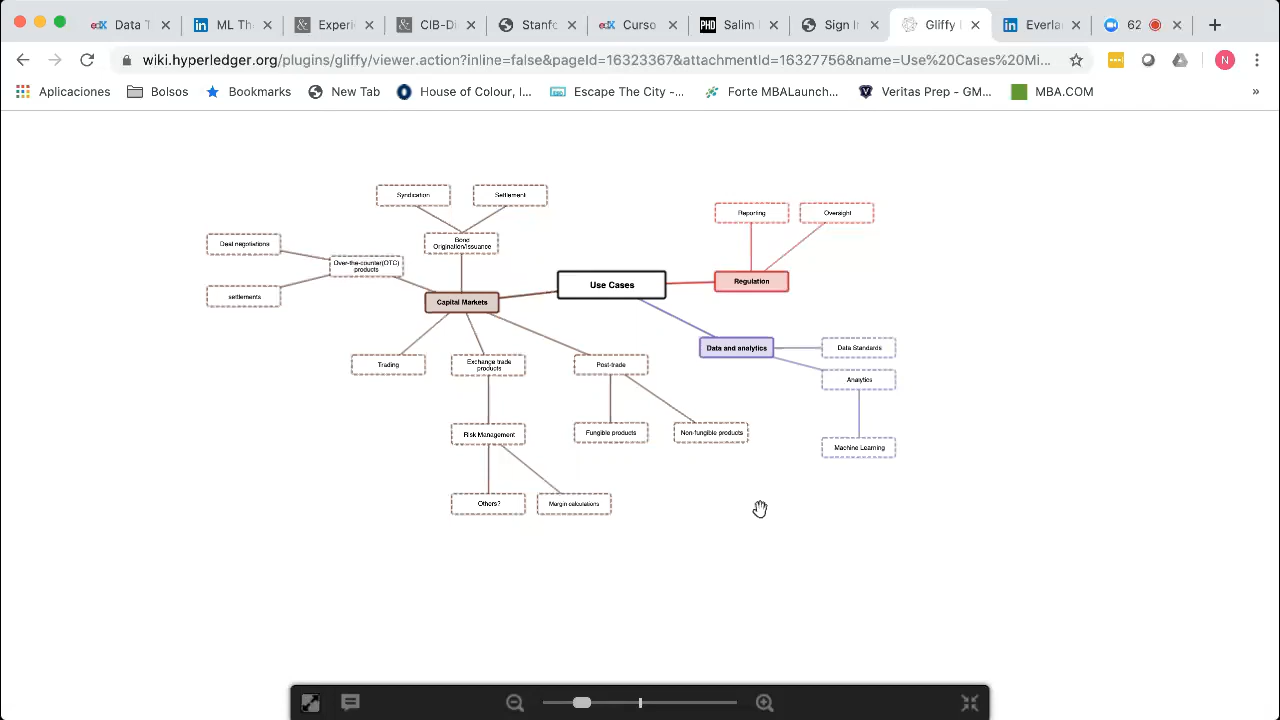 Data T
ML The
Experi
CIB-Di
Stanfo
Curso
PHD
Salim
Sign In
Gliffy
Everla
62
wiki.hyperledger.org/plugins/gliffy/viewer.action?inline=false&pageId=16323367&attachmentId=16327756&name=Use%20Cases%20Mi...
N
Aplicaciones
Bolsos
Bookmarks
New Tab
House of Colour, I...
Escape The City -...
Forte MBALaunch...
Veritas Prep - GM...
MBA.COM
»
Syndication
Settlement
Reporting
Oversight
Deal negotiations
Bond
Origination/Issuance
Over-the-counter(OTC)
products
Use Cases
Regulation
settlements
Capital Markets
Data and analytics
Data Standards
Trading
Exchange trade
products
Post-trade
Analytics
Risk Management
Fungible products
Non-fungible products
Machine Learning
Others?
Margin calculations